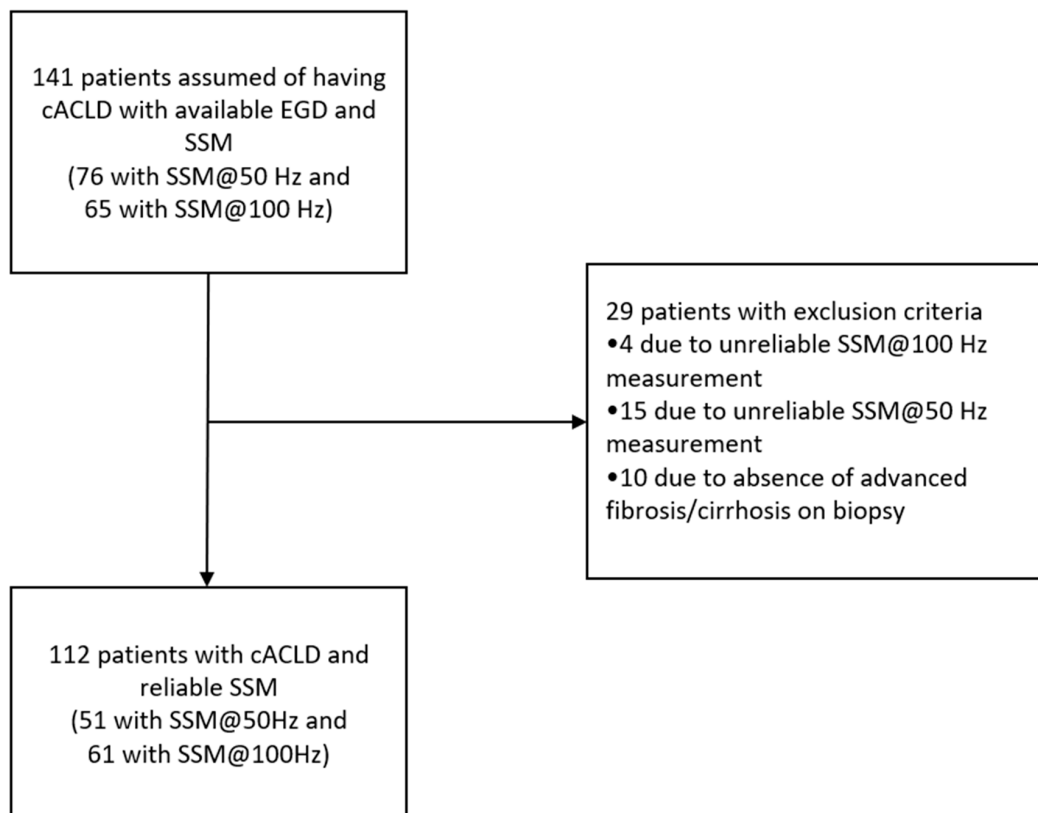 141 patients assumed of having
cACLD with available EGD and
SSM
(76 with SSM@50 Hz and
65 with SSM@100 Hz)
29 patients with exclusion criteria
•4 due to unreliable SSM@100 Hz
measurement
•15 due to unreliable SSM@50 Hz
measurement
•10 due to absence of advanced
fibrosis/cirrhosis on biopsy
112 patients with cACLD and
reliable SSM
(51 with SSM@50Hz and
61 with SSM@100Hz)